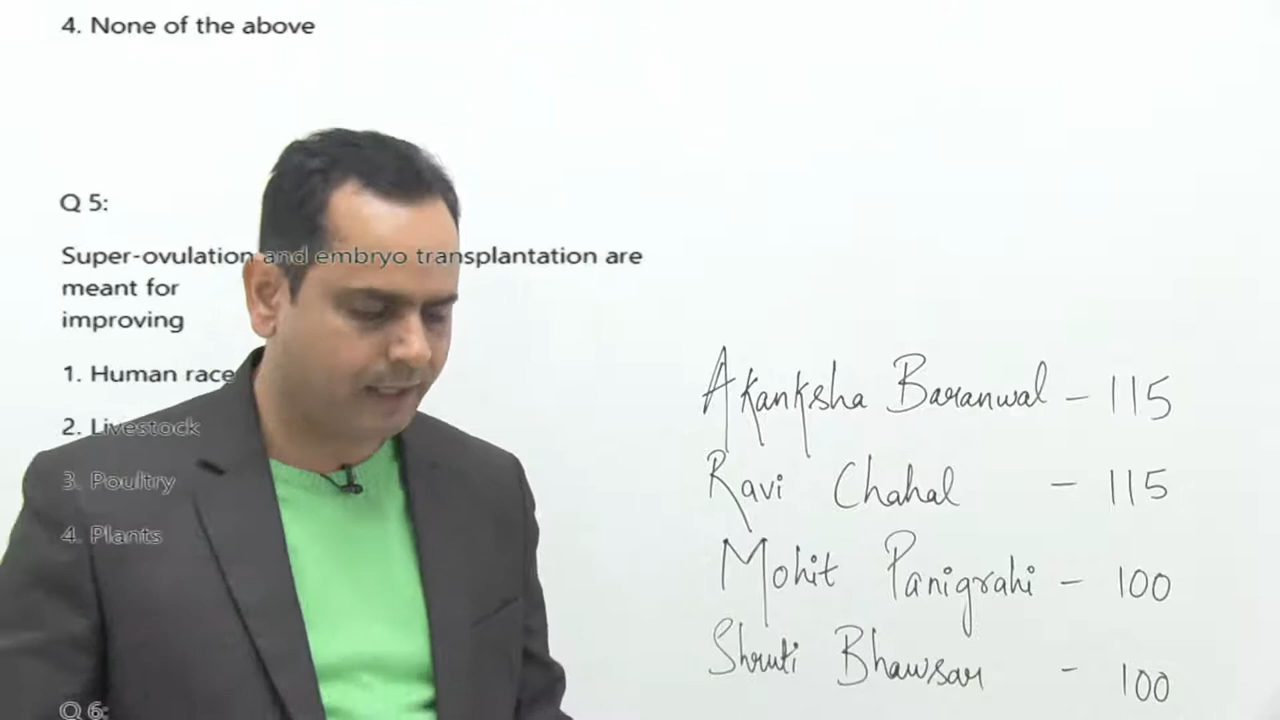 4. None of the above
Q 5:
Super-ovulation and embryo transplantation are
meant for
improving
1. Human race
2. Livestock
3. Poultry
4. Plants
Q 6:
Akanksha Baranwal - 115
Ravi Chahal - 115
Mohit Panigrahi - 100
Shruti Bhawsar - 100